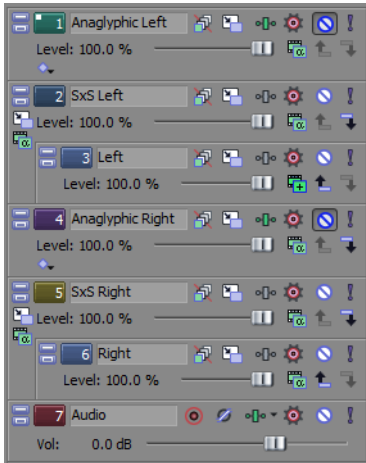 1 Anaglyphic Left
Level: 100.0 %
2 SxS Left
Level: 100.0 %
3 Left
Level: 100.0 %
4 Anaglyphic Right
Level: 100.0 %
5 SxS Right
Level: 100.0 %
6 Right
Level: 100.0 %
7 Audio
Vol: 0.0 dB